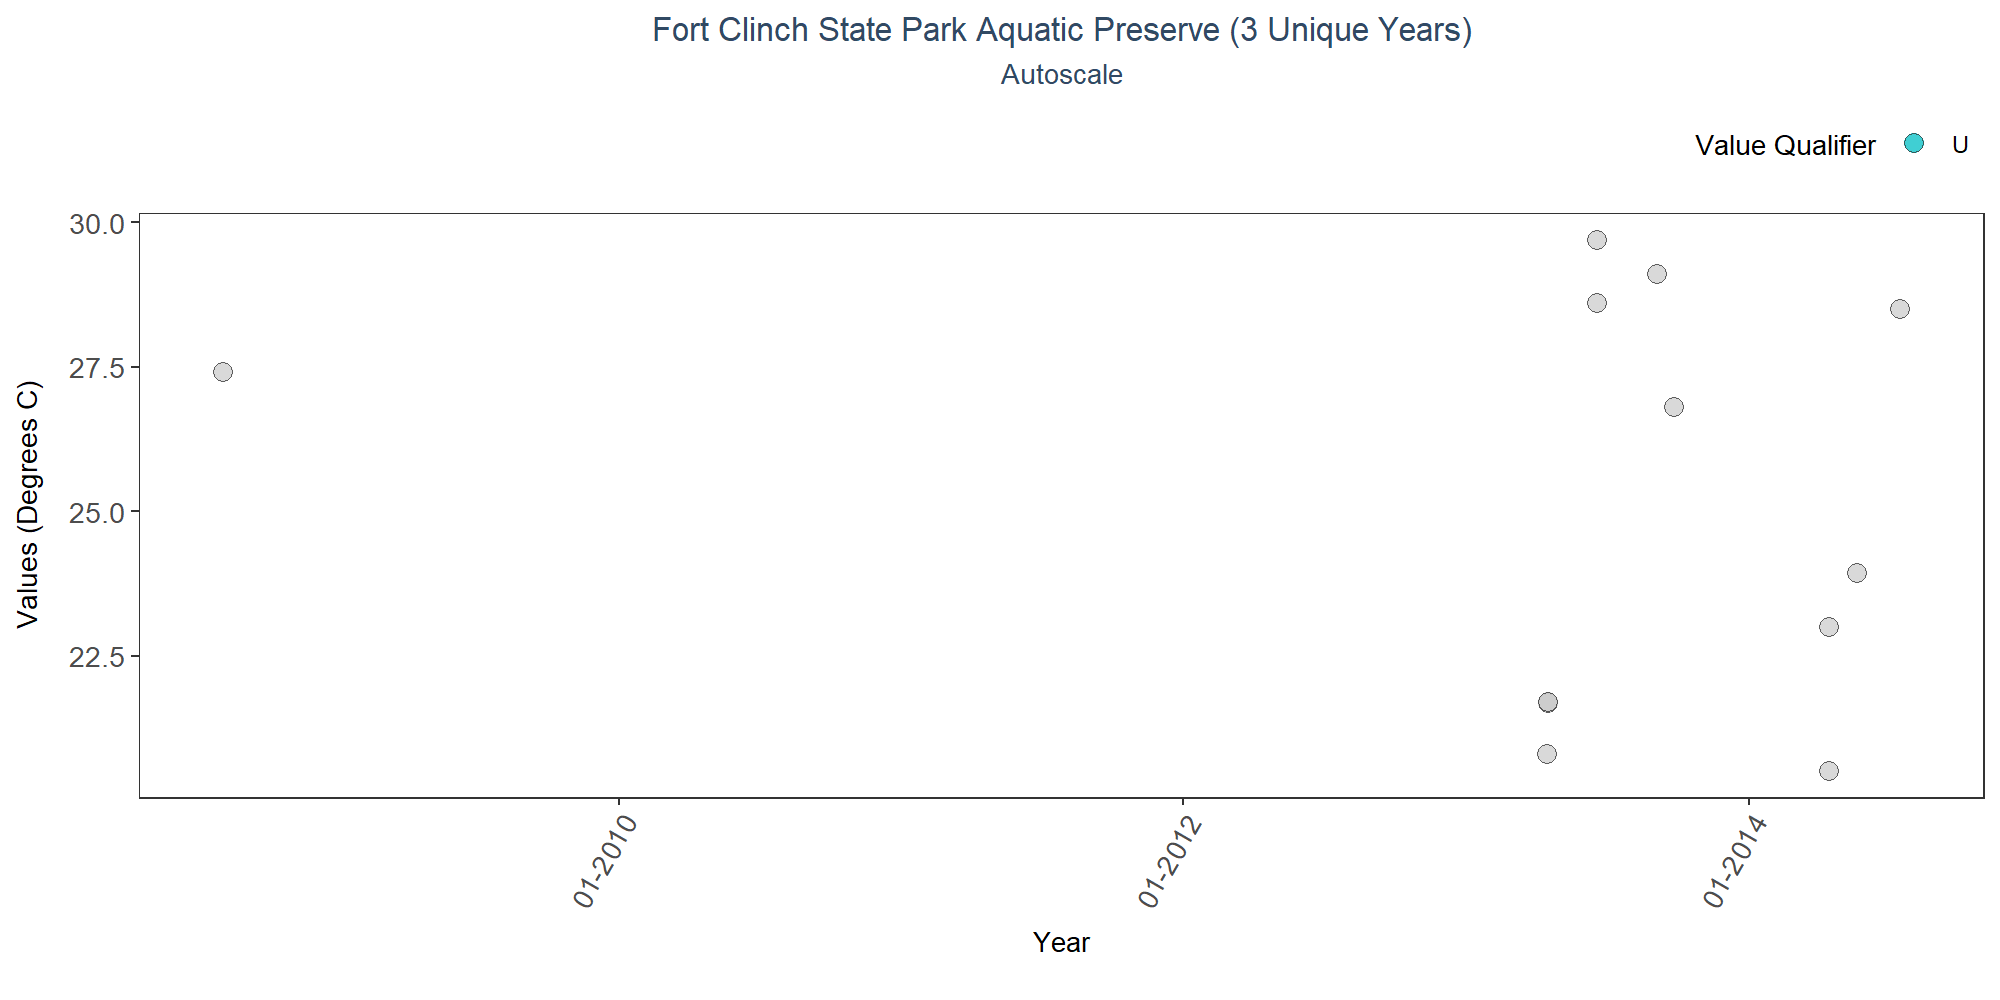 Fort Clinch State Park Aquatic Preserve (3 Unique Years)
Autoscale
Value Qualifier U
30.0
27.5
25.0
22.5
Values (Degrees C)
01-2010
01-2012
01-2014
Year